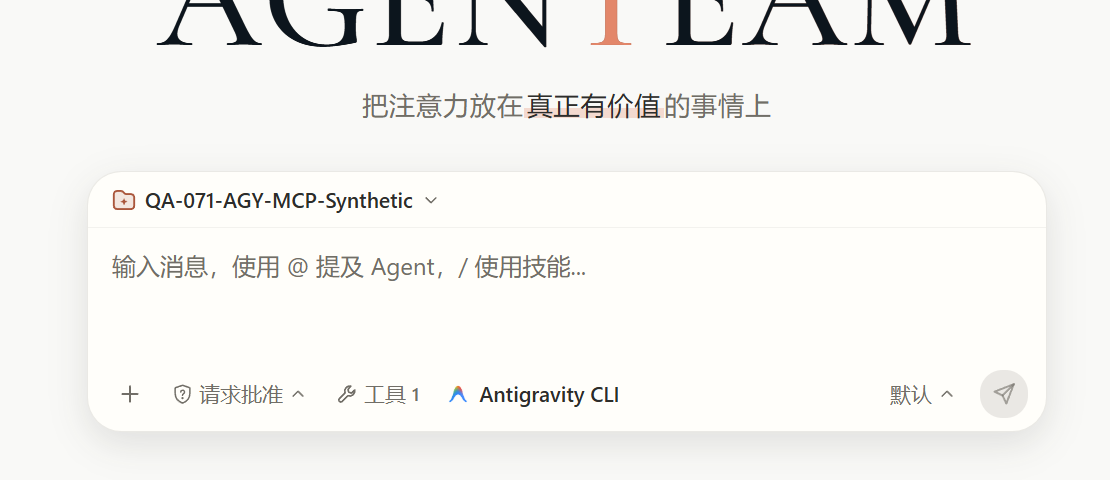 AGENTEAM
把注意力放在真正有价值的事情上
QA-071-AGY-MCP-Synthetic
输入消息，使用 @ 提及 Agent，/ 使用技能...
请求批准 工具 1 Antigravity CLI 默认